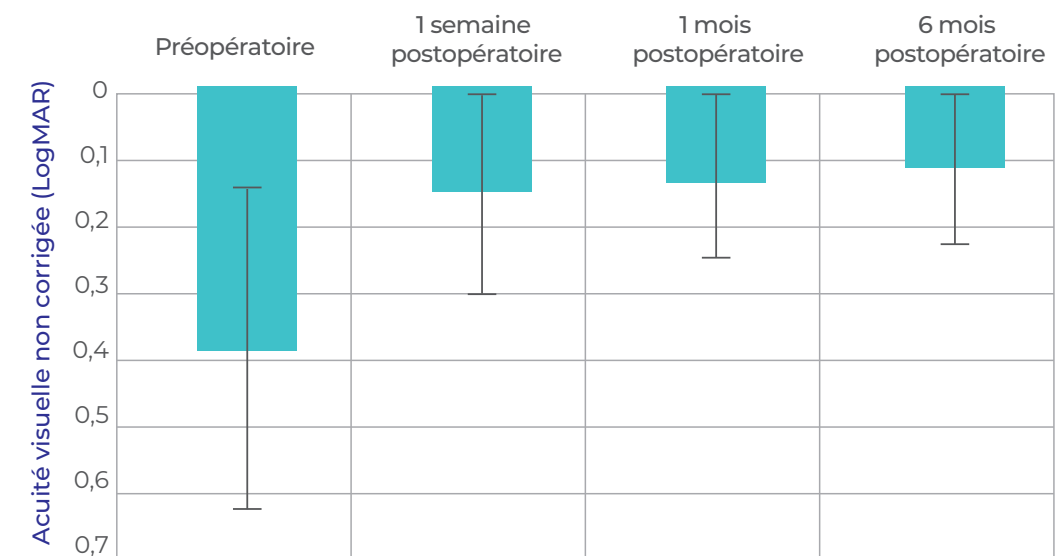 Préopératoire
1 semaine
postopératoire
1 mois
postopératoire
6 mois
postopératoire
Acuité visuelle non corrigée (LogMAR)
0
0,1
0,2
0,3
0,4
0,5
0,6
0,7